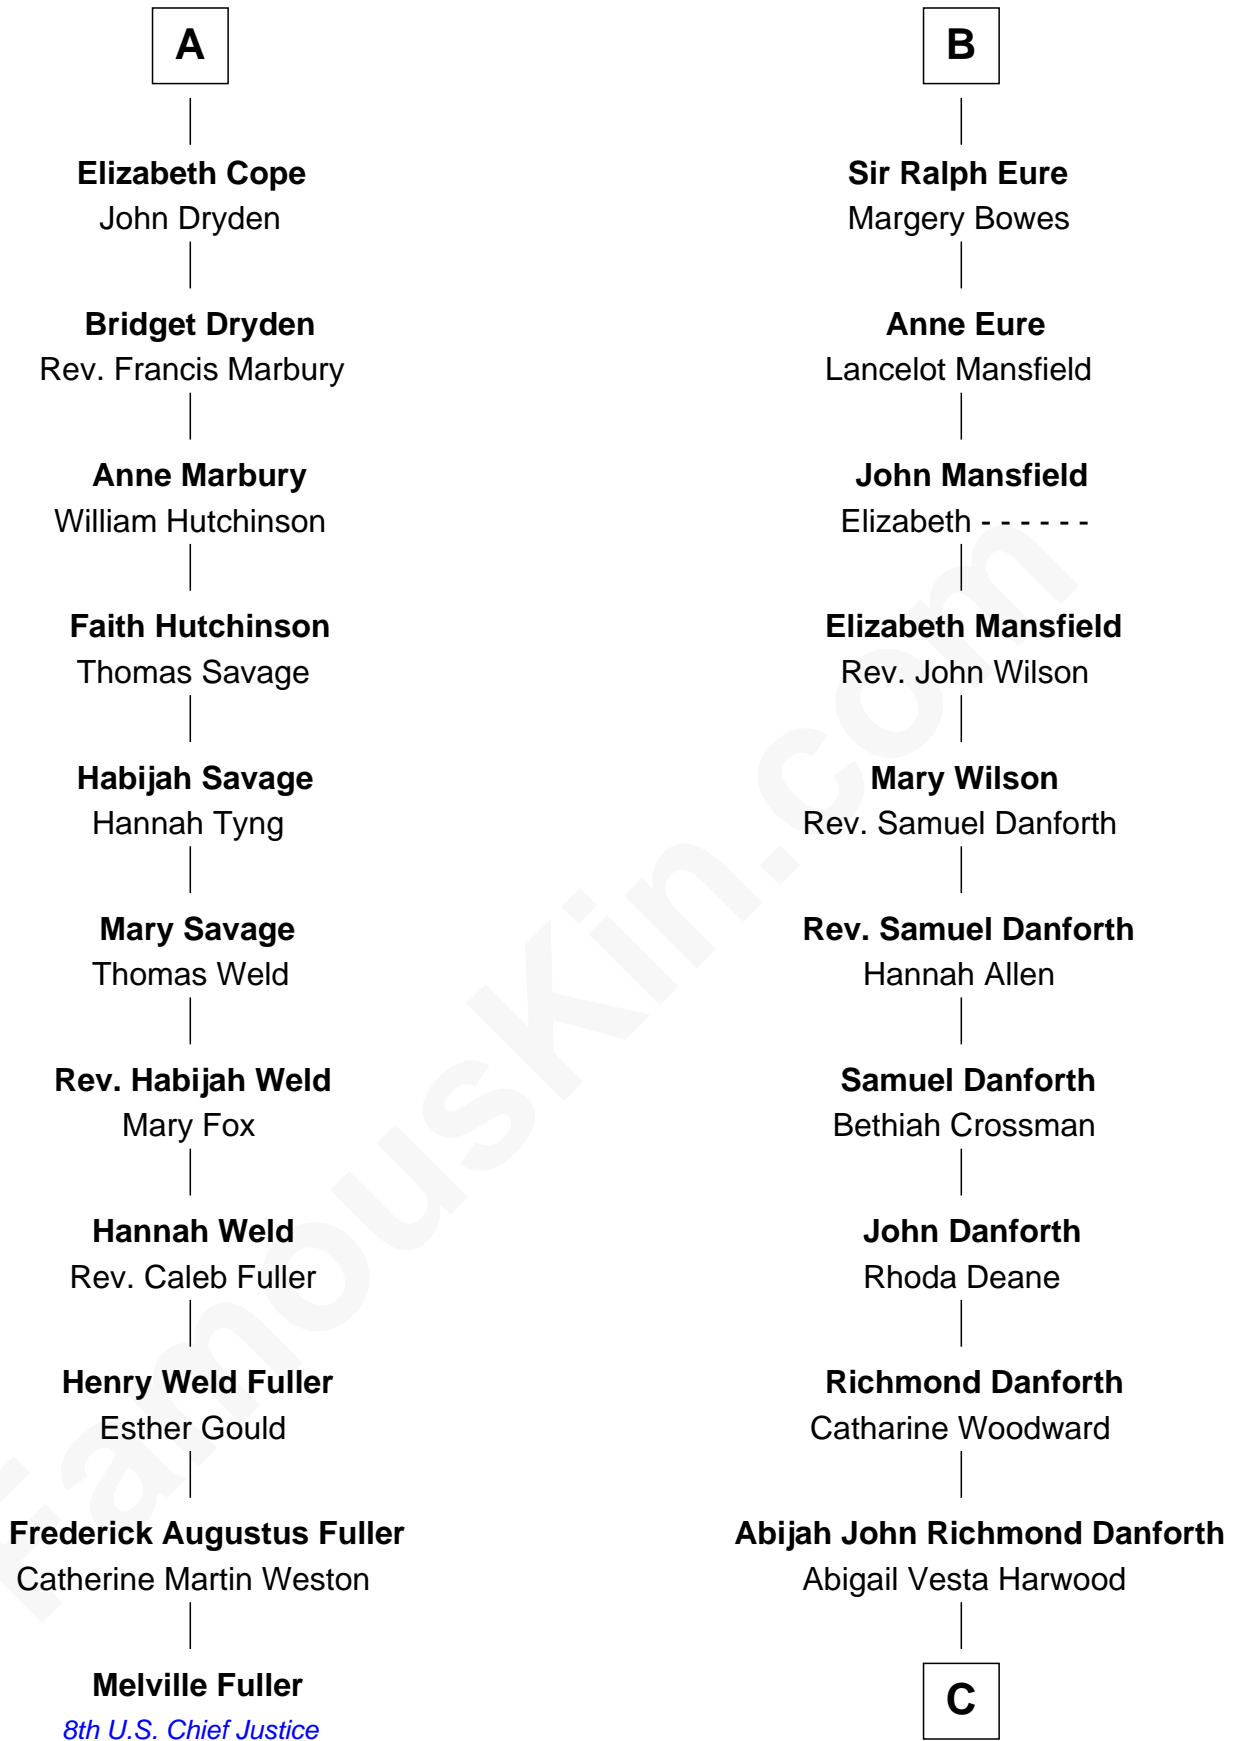 A
Elizabeth Cope
John Dryden
Bridget Dryden
Rev. Francis Marbury
Anne Marbury
William Hutchinson
Faith Hutchinson
Thomas Savage
Habijah Savage
Hannah Tyng
Mary Savage
Thomas Weld
Rev. Habijah Weld
Mary Fox
Hannah Weld
Rev. Caleb Fuller
Henry Weld Fuller
Esther Gould
Frederick Augustus Fuller
Catherine Martin Weston
Melville Fuller
8th U.S. Chief Justice
B
Sir Ralph Eure
Margery Bowes
Anne Eure
Lancelot Mansfield
John Mansfield
Elizabeth - - - - - -
Elizabeth Mansfield
Rev. John Wilson
Mary Wilson
Rev. Samuel Danforth
Rev. Samuel Danforth
Hannah Allen
Samuel Danforth
Bethiah Crossman
John Danforth
Rhoda Deane
Richmond Danforth
Catharine Woodward
Abijah John Richmond Danforth
Abigail Vesta Harwood
C
FamousKin.com